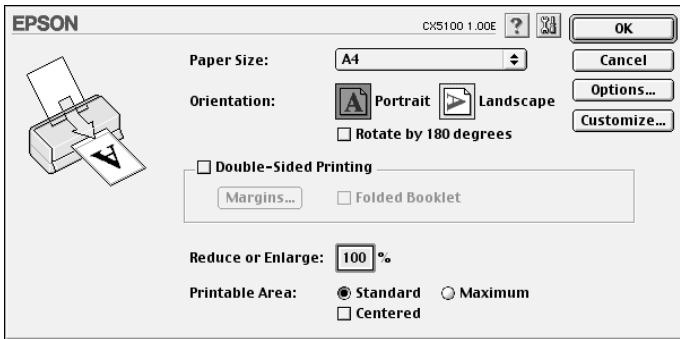 EPSON
CX5100 1.00E
?
OK
Paper Size:
A4
Cancel
Orientation:
A Portrait
A Landscape
Options...
Rotate by 180 degrees
Customize...
Double-Sided Printing
Margins...
Folded Booklet
Reduce or Enlarge: 100 %
Printable Area:
Standard
Maximum
Centered
A